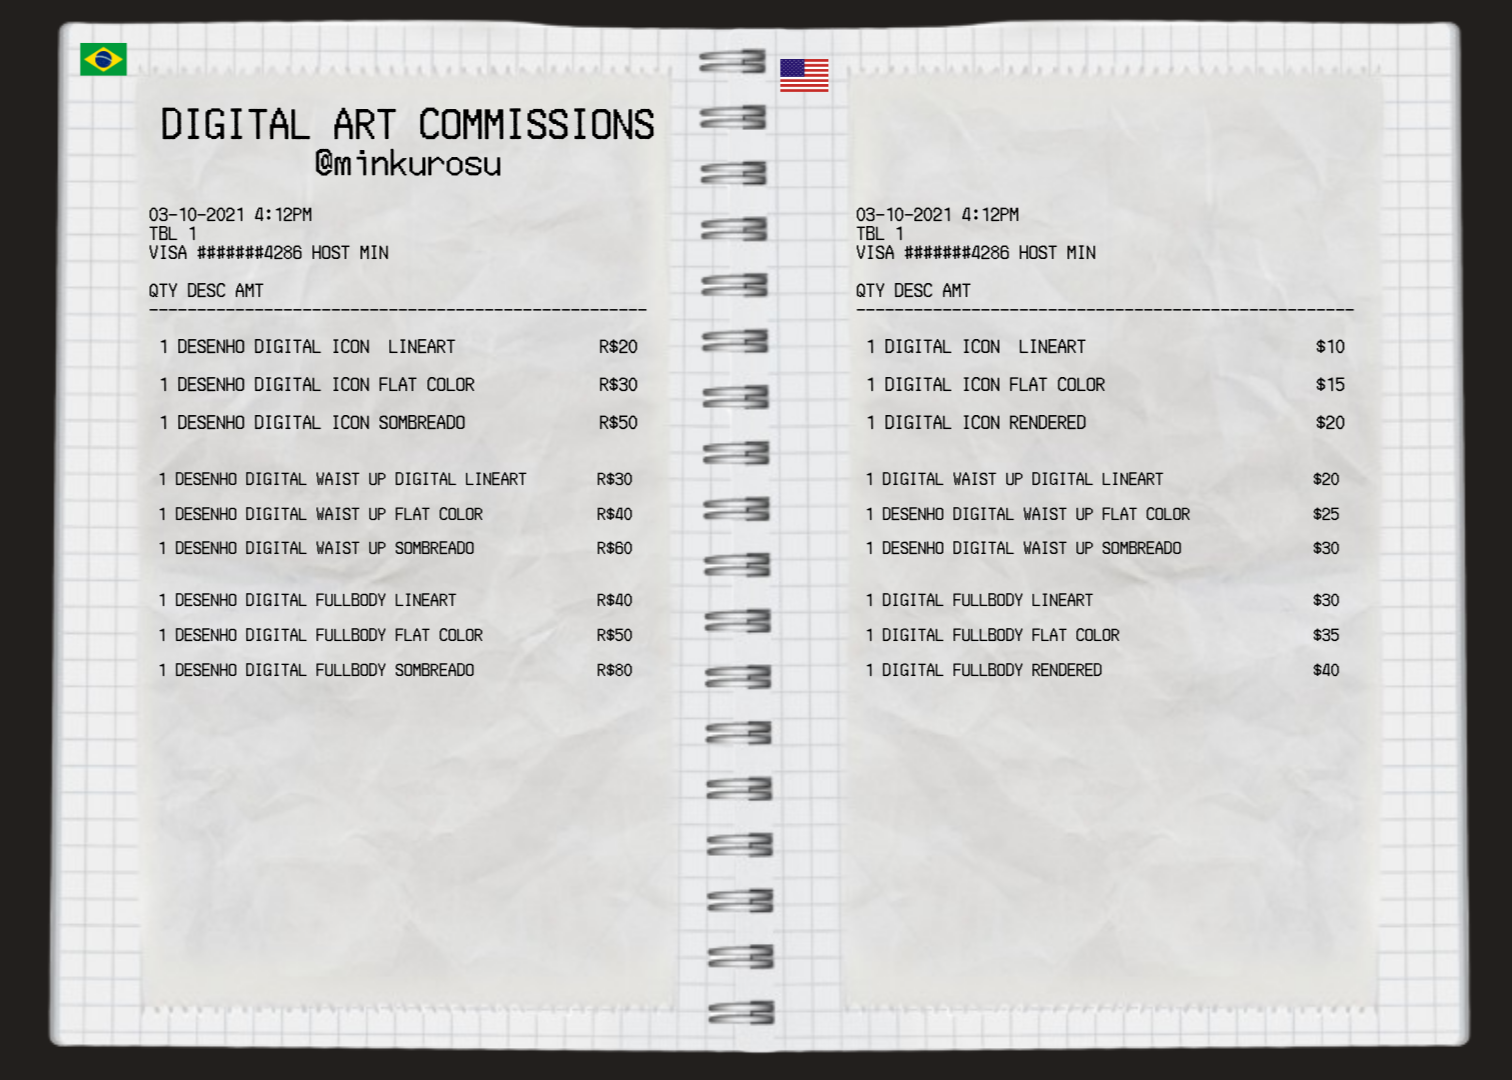 DIGITAL ART COMMISSIONS
@minkurosu
03-10-2021 4:12PM
TBL 1
VISA #######4286 HOST MIN
QTY DESC AMT
----------------------------------------------------
1 DESENHO DIGITAL ICON  LINEART R$20
1 DESENHO DIGITAL ICON FLAT COLOR R$30
1 DESENHO DIGITAL ICON SOMBREADO R$50
1 DESENHO DIGITAL WAIST UP DIGITAL LINEART R$30
1 DESENHO DIGITAL WAIST UP FLAT COLOR R$40
1 DESENHO DIGITAL WAIST UP SOMBREADO R$60
1 DESENHO DIGITAL FULLBODY LINEART R$40
1 DESENHO DIGITAL FULLBODY FLAT COLOR R$50
1 DESENHO DIGITAL FULLBODY SOMBREADO R$80
03-10-2021 4:12PM
TBL 1
VISA #######4286 HOST MIN
QTY DESC AMT
----------------------------------------------------
1 DIGITAL ICON  LINEART $10
1 DIGITAL ICON FLAT COLOR $15
1 DIGITAL ICON RENDERED $20
1 DIGITAL WAIST UP DIGITAL LINEART $20
1 DESENHO DIGITAL WAIST UP FLAT COLOR $25
1 DESENHO DIGITAL WAIST UP SOMBREADO $30
1 DIGITAL FULLBODY LINEART $30
1 DIGITAL FULLBODY FLAT COLOR $35
1 DIGITAL FULLBODY RENDERED $40